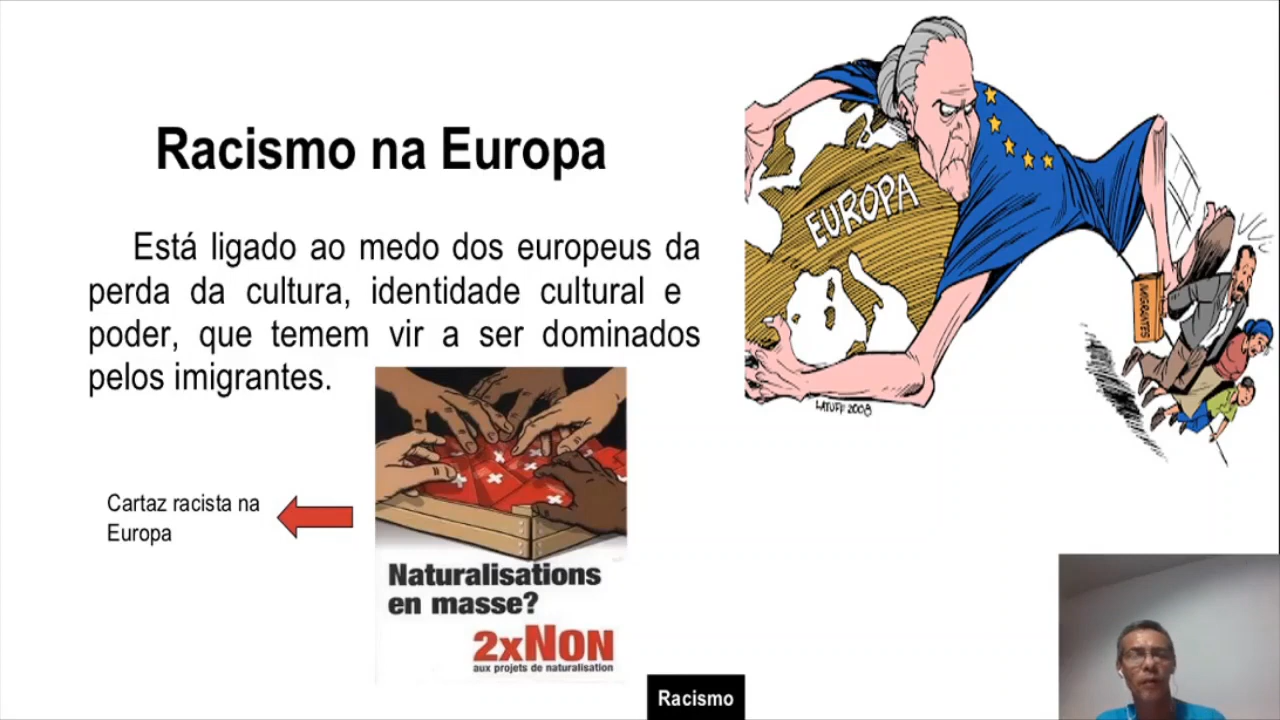 Racismo na Europa
Está ligado ao medo dos europeus da
perda da cultura, identidade cultural e
poder, que temem vir a ser dominados
pelos imigrantes.
Cartaz racista na
Europa
Naturalisations
en masse?
2xNON
aux projets de naturalisation
EUROPA
IMIGRANTES
LATUFF 2008
Racismo